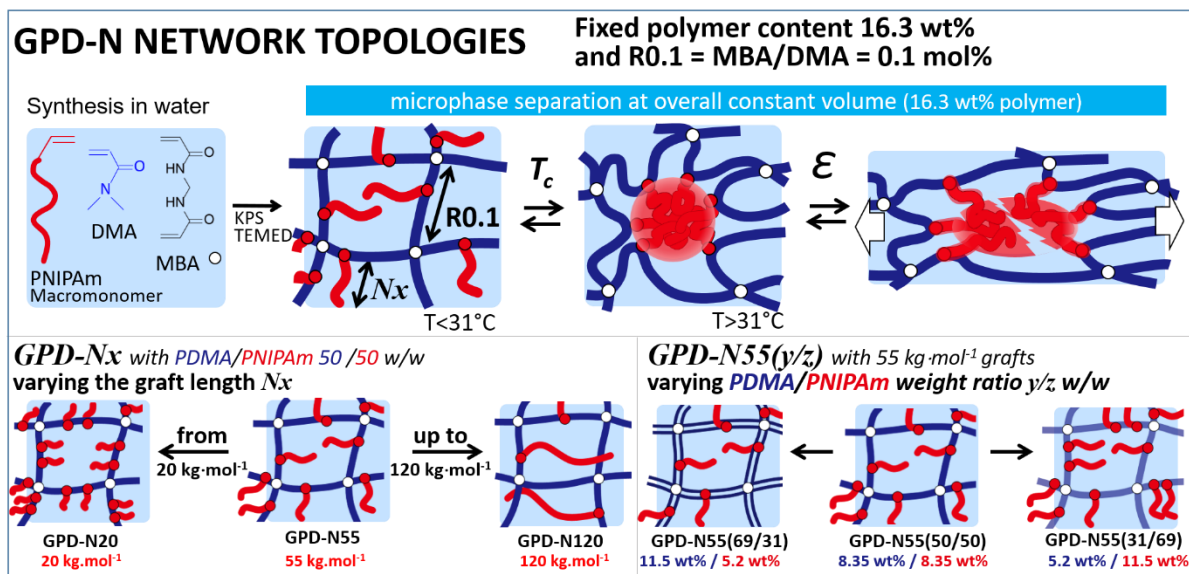 GPD-N NETWORK TOPOLOGIES
Fixed polymer content 16.3 wt%
and R0.1 = MBA/DMA = 0.1 mol%
Synthesis in water
microphase separation at overall constant volume (16.3 wt% polymer)
O
HN
HN
O
O
N
DMA
MBA
PNIPAm
Macromonomer
KPS
TEMED
R0.1
Nx
T<31°C
Tc
T>31°C
ε
GPD-Nx with PDMA/PNIPAm 50 /50 w/w
varying the graft length Nx
from
20 kg·mol-1
up to
120 kg·mol-1
GPD-N20
20 kg.mol-1
GPD-N55
55 kg.mol-1
GPD-N120
120 kg.mol-1
GPD-N55(y/z) with 55 kg·mol-1 grafts
varying PDMA/PNIPAm weight ratio y/z w/w
GPD-N55(69/31)
11.5 wt% / 5.2 wt%
GPD-N55(50/50)
8.35 wt% / 8.35 wt%
GPD-N55(31/69)
5.2 wt% / 11.5 wt%